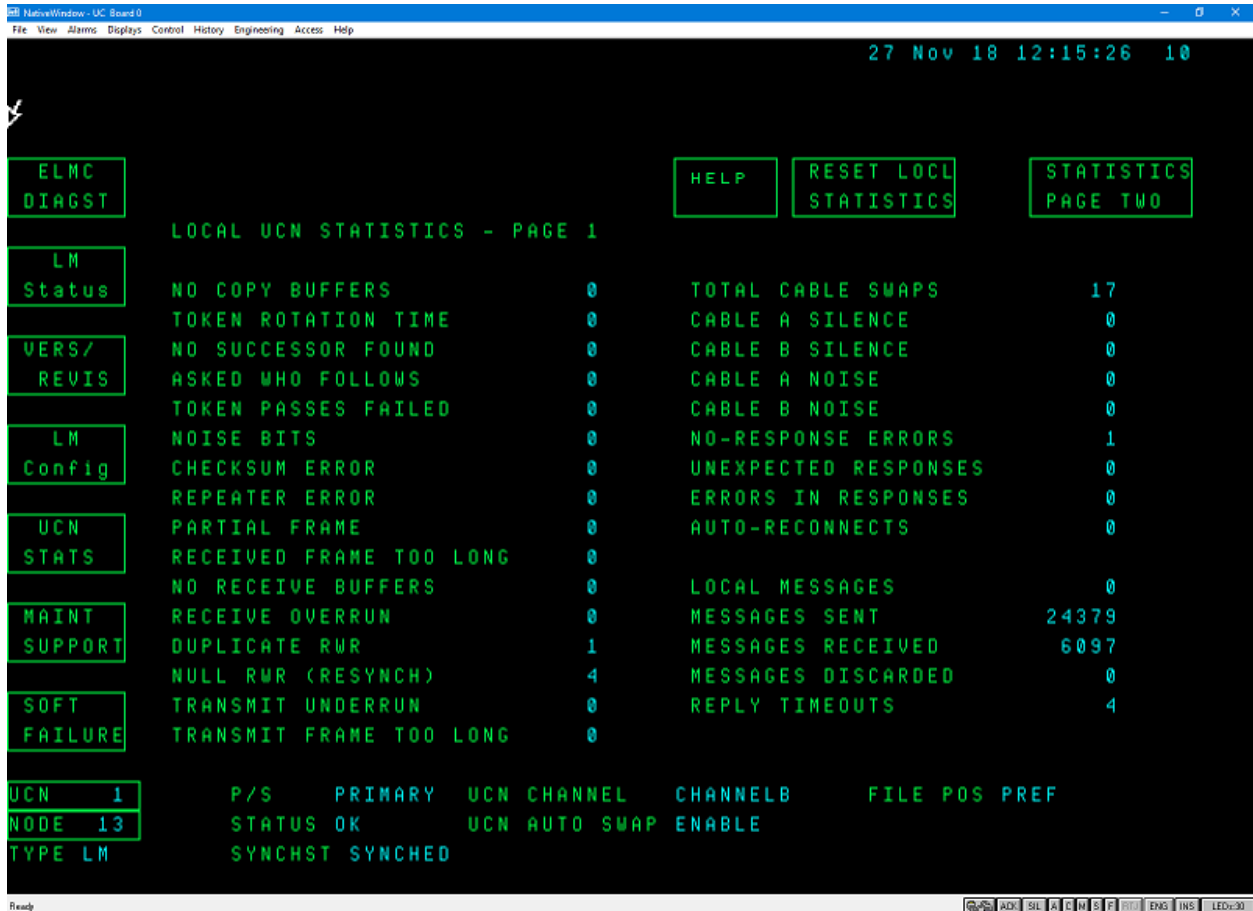 NativeWindow - UC Board 0
File View Alarms Displays Control History Engineering Access Help
27 Nov 18 12:15:26 10
ELMC DIAGST
HELP
RESET LOCL STATISTICS
STATISTICS PAGE TWO
LOCAL UCN STATISTICS - PAGE 1
LM Status
NO COPY BUFFERS 0 TOTAL CABLE SWAPS 17
TOKEN ROTATION TIME 0 CABLE A SILENCE 0
VERS/ NO SUCCESSOR FOUND 0 CABLE B SILENCE 0
REVIS ASKED WHO FOLLOWS 0 CABLE A NOISE 0
TOKEN PASSES FAILED 0 CABLE B NOISE 0
LM NOISE BITS 0 NO-RESPONSE ERRORS 1
Config CHECKSUM ERROR 0 UNEXPECTED RESPONSES 0
REPEATER ERROR 0 ERRORS IN RESPONSES 0
UCN PARTIAL FRAME 0 AUTO-RECONNECTS 0
STATS RECEIVED FRAME TOO LONG 0
NO RECEIVE BUFFERS 0 LOCAL MESSAGES 0
MAINT RECEIVE OVERRUN 0 MESSAGES SENT 24379
SUPPORT DUPLICATE RWR 1 MESSAGES RECEIVED 6097
NULL RWR (RESYNCH) 4 MESSAGES DISCARDED 0
SOFT TRANSMIT UNDERRUN 0 REPLY TIMEOUTS 4
FAILURE TRANSMIT FRAME TOO LONG 0
UCN 1 P/S PRIMARY UCN CHANNEL CHANNELB FILE POS PREF
NODE 13 STATUS OK UCN AUTO SWAP ENABLE
TYPE LM SYNCHST SYNCHED
Ready ACK SIL A C M S F BTJ ENG INS LEDs:30